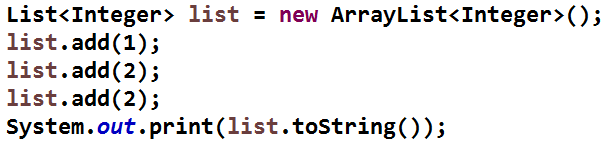 List<Integer> list = new ArrayList<Integer>();
list.add(1);
list.add(2);
list.add(2);
System.out.print(list.toString());